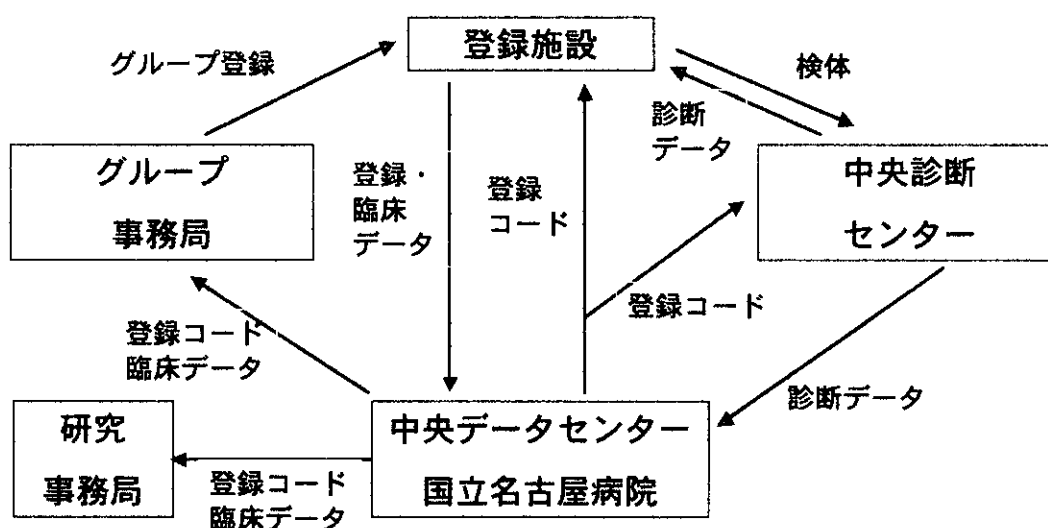 登録施設
グループ登録
検体
診断
データ
グループ
事務局
登録・
臨床
データ
登録
コード
中央診断
センター
登録コード
登録コード
臨床データ
診断データ
研究
事務局
中央データセンター
国立名古屋病院
登録コード
臨床データ